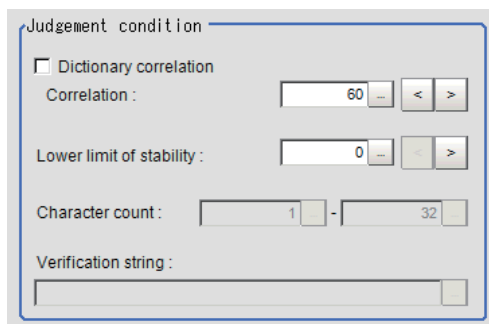 Judgement condition
Dictionary correlation
Correlation : 60 ... < >
Lower limit of stability : 0 ... < >
Character count : 1 ... - 32 ...
Verification string :
...